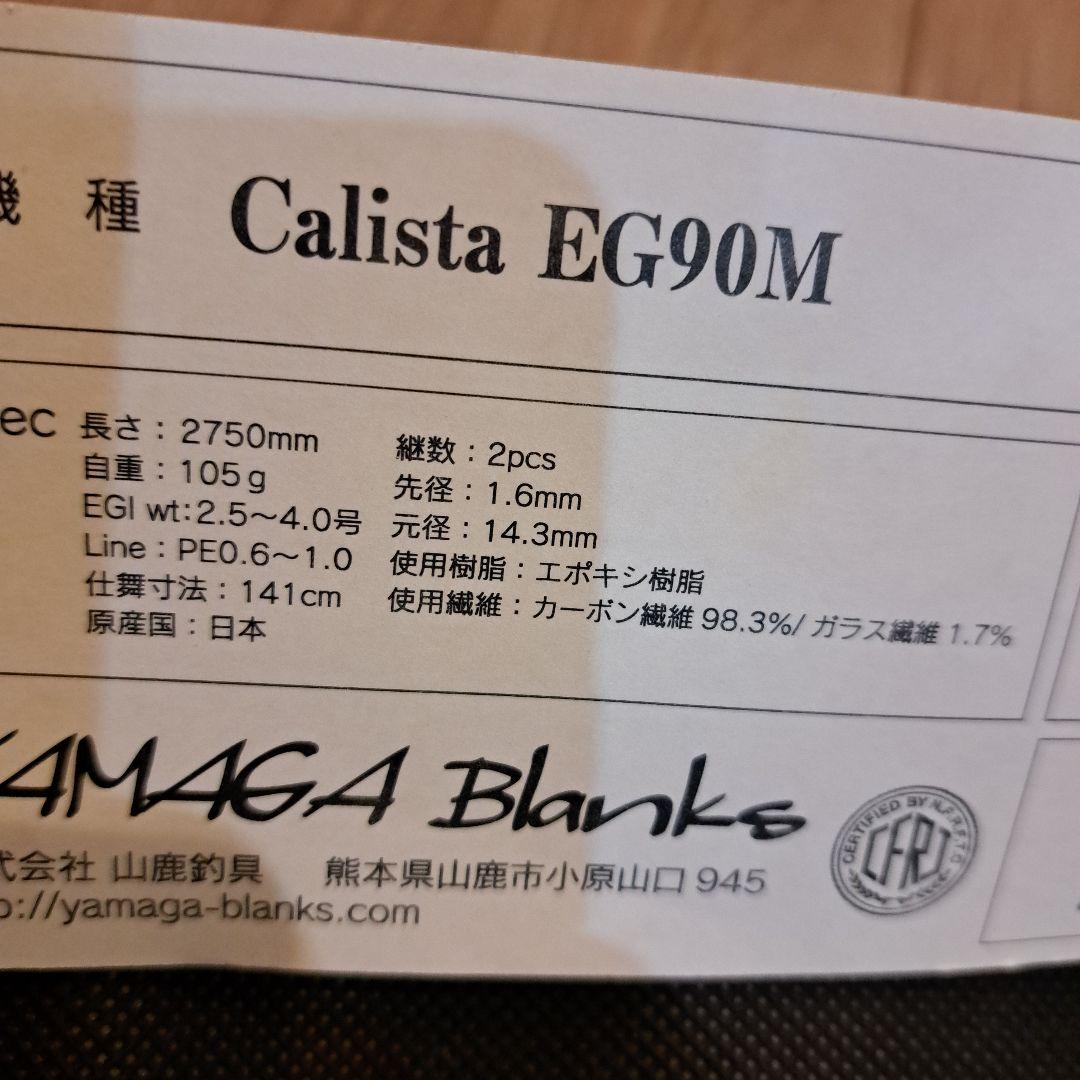 機 種 Calista EG90M
ec 長さ：2750mm 継数：2pcs
自重：105g 先径：1.6mm
EGI wt:2.5～4.0号 元径：14.3mm
Line：PE0.6～1.0 使用樹脂：エポキシ樹脂
仕舞寸法：141cm 使用繊維：カーボン繊維 98.3%/ ガラス繊維 1.7%
原産国：日本
YAMAGA Blanks
式会社 山鹿釣具 熊本県山鹿市小原山口 945
p://yamaga-blanks.com
CERTIFIED BY N.F.R.F.T.O
CFRT